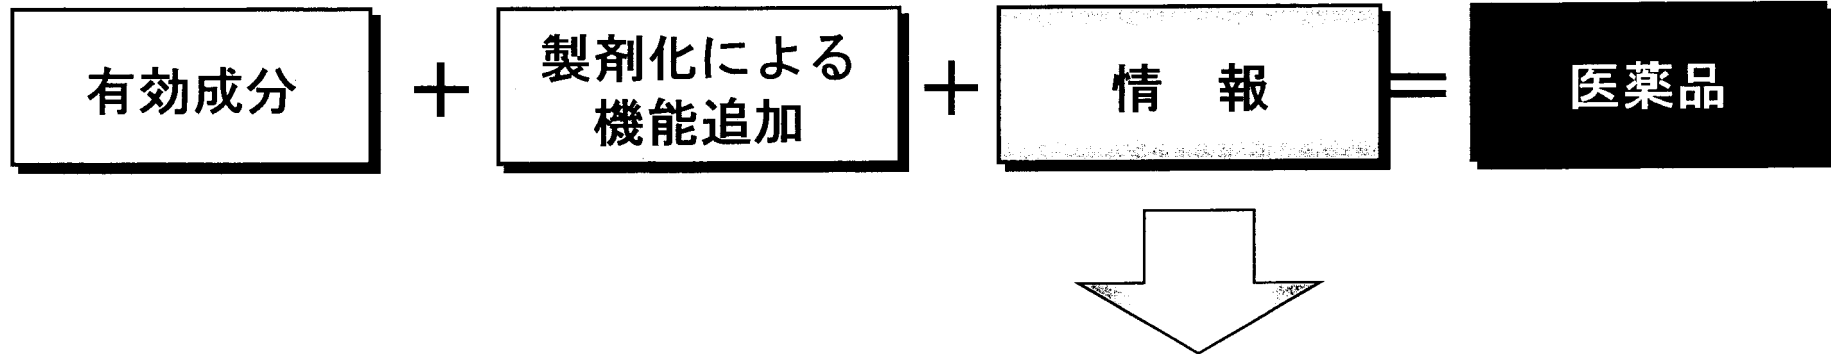 有効成分
+
製剤化による
機能追加
+
情 報
=
医薬品